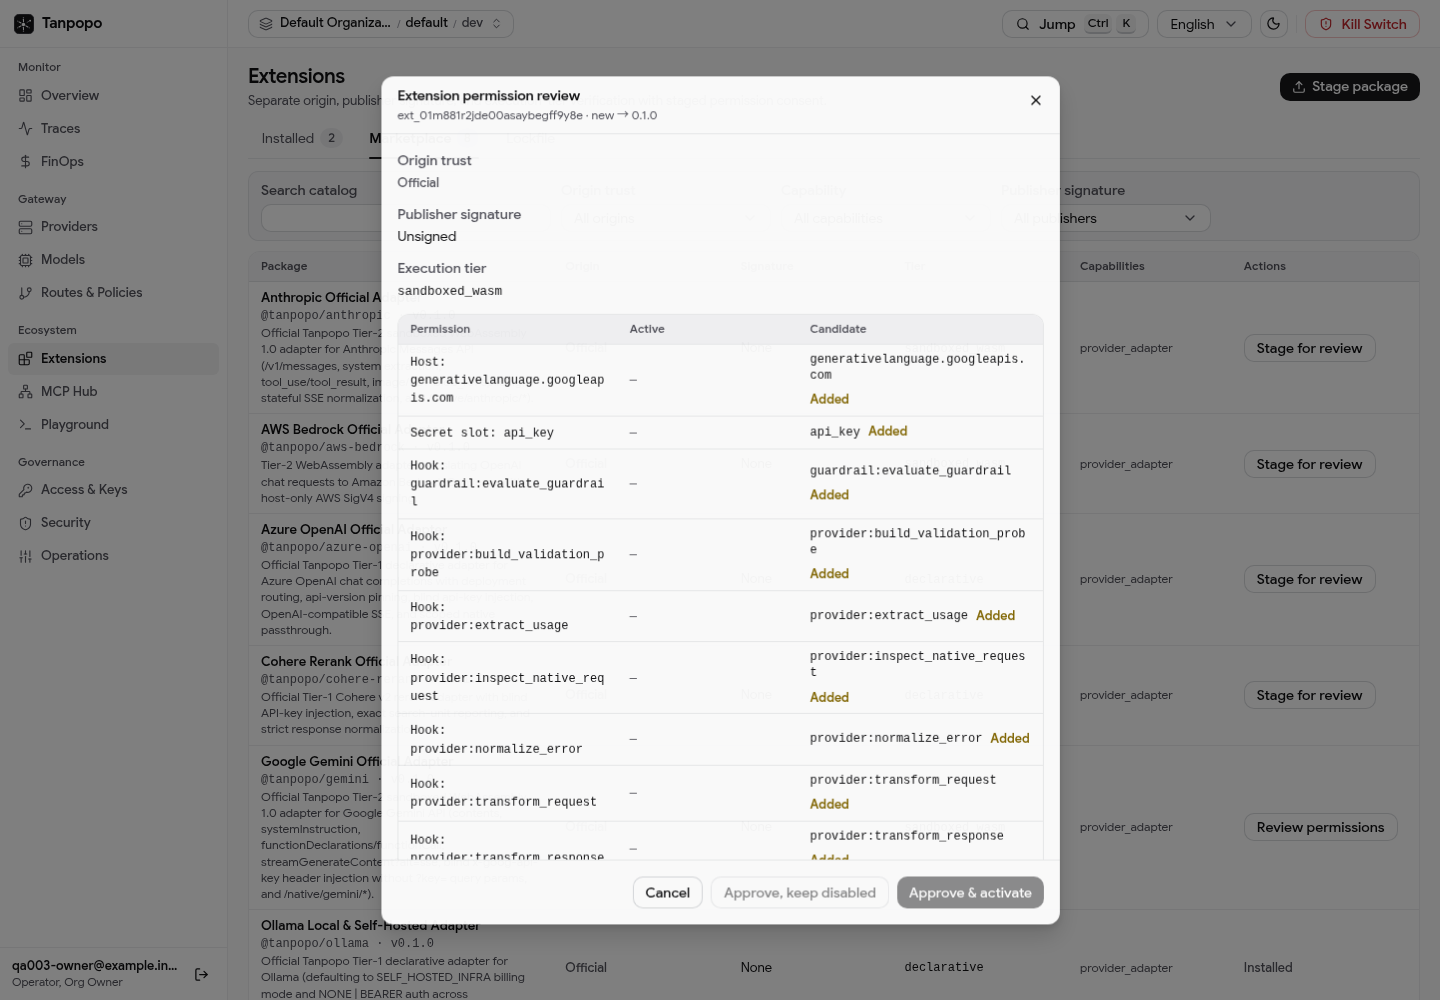 Tanpopo
Default Organiza... / default / dev
Jump Ctrl K
English
Kill Switch
Monitor
Overview
Traces
FinOps
Gateway
Providers
Models
Routes & Policies
Ecosystem
Extensions
MCP Hub
Playground
Governance
Access & Keys
Security
Operations
qa003-owner@example.in...
Operator, Org Owner
Extensions
Separate origin, publish
Stage package
Installed 2
Search catalog
Package
Capabilities
Actions
Anthropic Official
@tanpopo/anthropi
Official Tanpopo Tier-2
1.0 adapter for Anthrop
(/v1/messages, system
tool_use/tool_result, im
stateful SSE normalizat
provider_adapter
Stage for review
AWS Bedrock Offici
@tanpopo/aws-bedr
Tier-2 WebAssembly a
chat requests to Amaz
host-only AWS SigV4 s
provider_adapter
Stage for review
Azure OpenAI Offic
@tanpopo/azure-op
Official Tanpopo Tier-1
Azure OpenAI chat co
routing, api-version pi
OpenAI-compatible SS
passthrough.
provider_adapter
Stage for review
Cohere Rerank Offic
@tanpopo/cohere-r
Official Tier-1 Cohere v
API-key injection, exac
strict response normal
provider_adapter
Stage for review
Google Gemini Offic
@tanpopo/gemini ·
Official Tanpopo Tier-2
1.0 adapter for Google
systemInstruction,
functionDeclarations/f
streamGenerateConte
key header injection w
and /native/gemini/*).
provider_adapter
Review permissions
Ollama Local & Self-Hosted Adapter
@tanpopo/ollama · v0.1.0
Official Tanpopo Tier-1 declarative adapter for
Ollama (defaulting to SELF_HOSTED_INFRA billing
mode and NONE | BEARER auth across
Official
None
declarative
provider_adapter
Installed
Extension permission review
ext_01m881r2jde00asaybegff9y8e · new → 0.1.0
Origin trust
Official
Publisher signature
Unsigned
Execution tier
sandboxed_wasm
Permission Active Candidate
Host:
generativelanguage.googleap
is.com
—
generativelanguage.googleapis.
com
Added
Secret slot: api_key — api_key Added
Hook:
guardrail:evaluate_guardrai
l
—
guardrail:evaluate_guardrail
Added
Hook:
provider:build_validation_p
robe
—
provider:build_validation_prob
e
Added
Hook:
provider:extract_usage
—
provider:extract_usage Added
Hook:
provider:inspect_native_req
uest
—
provider:inspect_native_reques
t
Added
Hook:
provider:normalize_error
—
provider:normalize_error Added
Hook:
provider:transform_request
—
provider:transform_request
Added
Hook:
provider:transform_response
—
provider:transform_response
Added
Cancel
Approve, keep disabled
Approve & activate